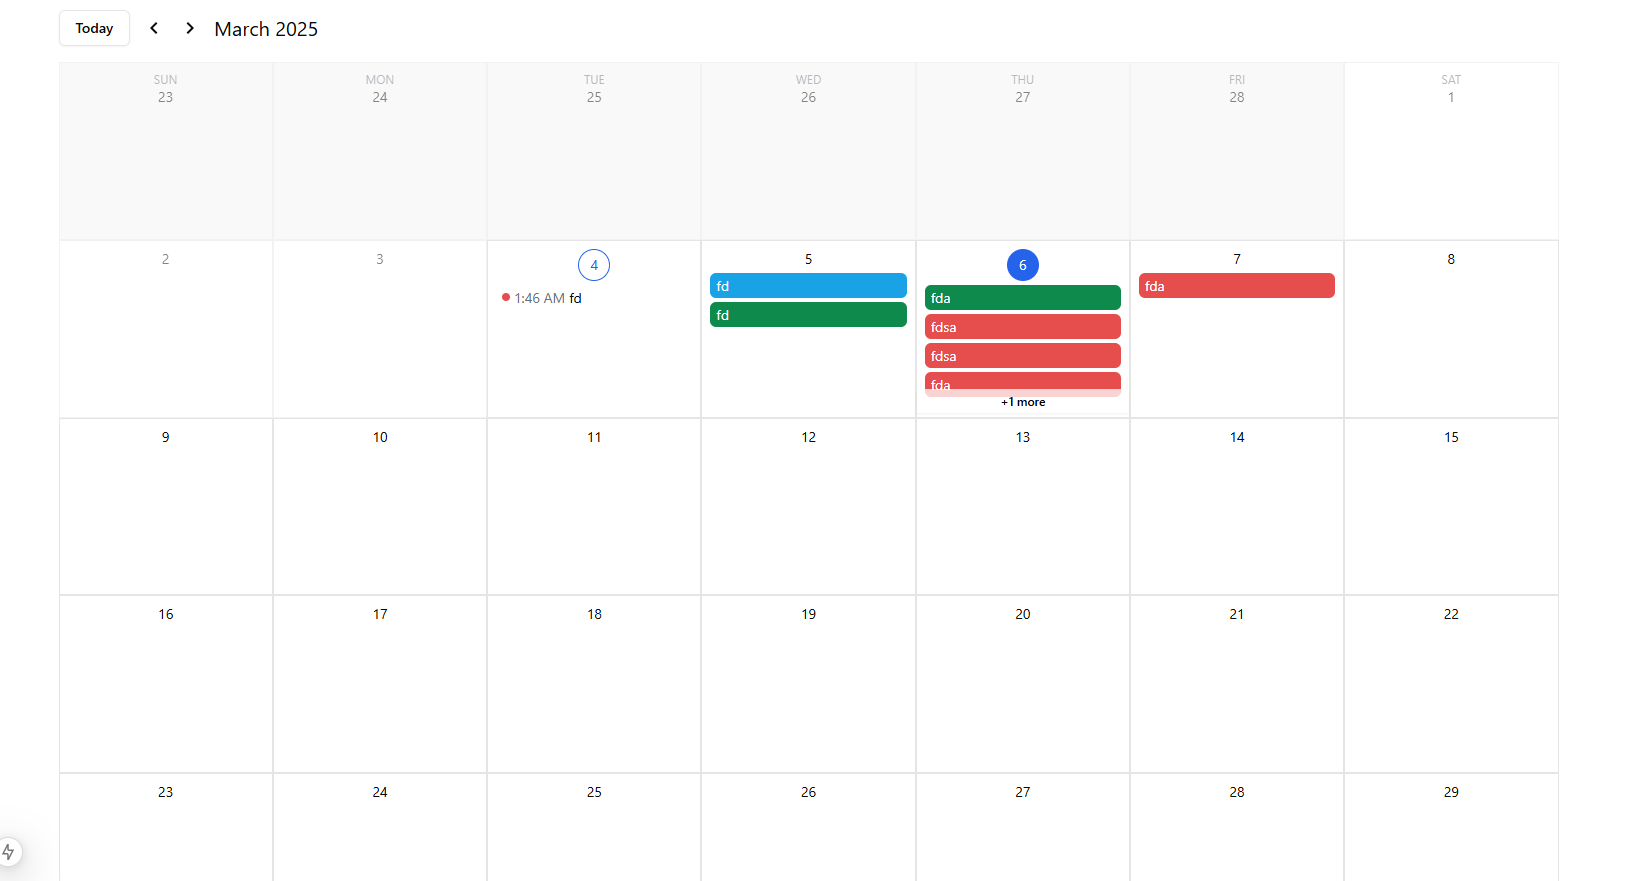 Today March 2025
SUN MON TUE WED THU FRI SAT
23 24 25 26 27 28 1
2 3 4 5 6 7 8
1:46 AM fd
fd
fd
fda
fdsa
fdsa
fda
+1 more
fda
9 10 11 12 13 14 15
16 17 18 19 20 21 22
23 24 25 26 27 28 29